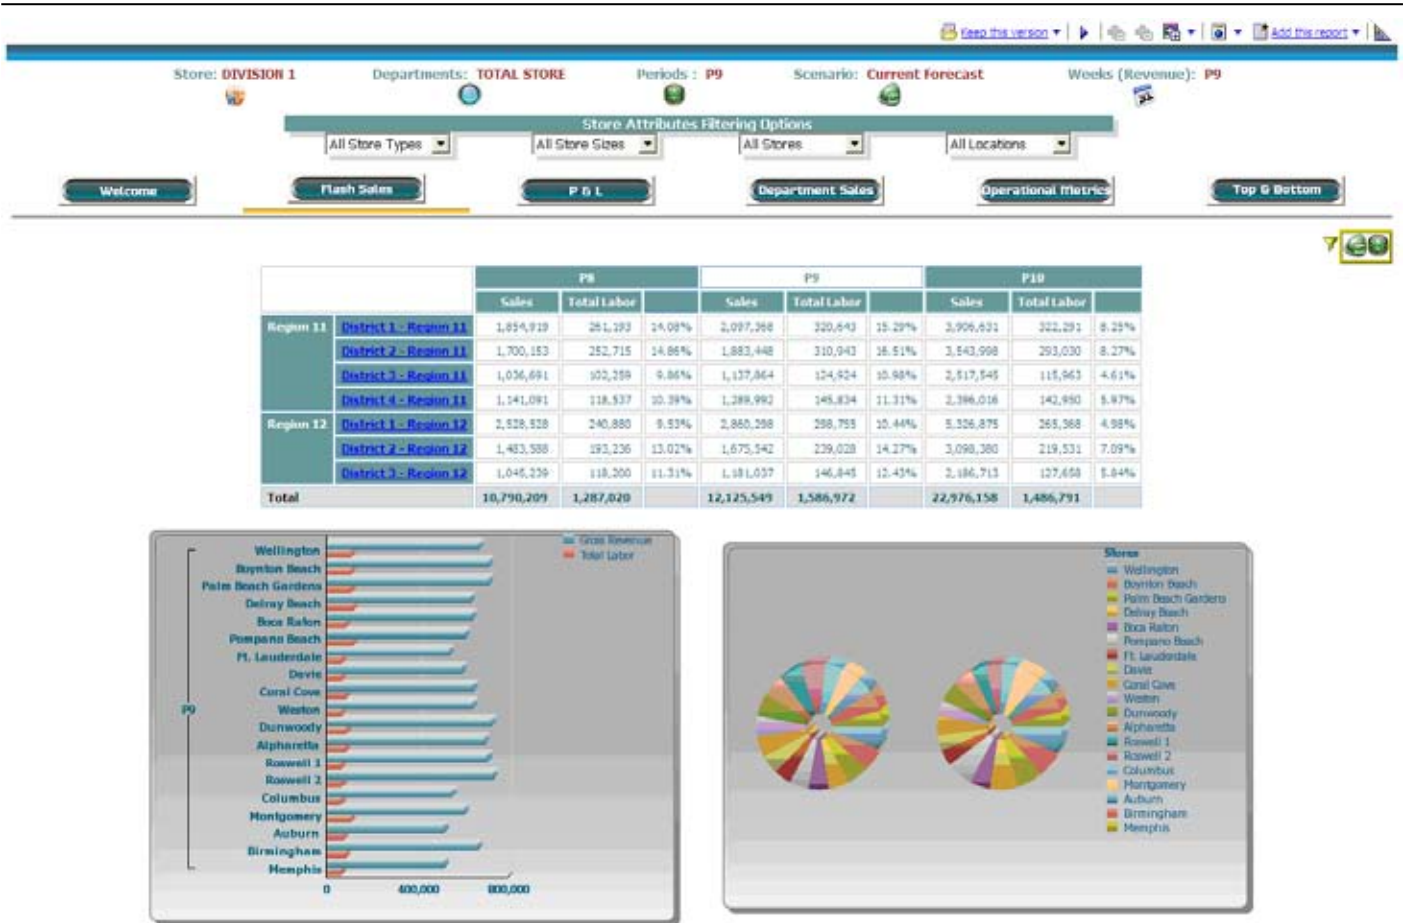 Keep this version Add this report
Store: DIVISION 1 Departments: TOTAL STORE Periods : P9 Scenario: Current Forecast Weeks (Revenue): P9
Store Attributes Filtering Options
All Store Types All Store Sizes All Stores All Locations
Welcome Flash Sales P & L Department Sales Operational Metrics Top & Bottom
P8 P9 P10
Sales Total Labor Sales Total Labor Sales Total Labor
Region 11 District 1 - Region 11 1,854,919 261,193 14.08% 2,097,368 320,643 15.29% 3,906,631 322,291 8.25%
District 2 - Region 11 1,700,153 252,715 14.86% 1,883,448 310,943 16.51% 3,543,998 293,030 8.27%
District 3 - Region 11 1,036,691 102,259 9.86% 1,137,864 124,924 10.98% 2,517,545 115,963 4.61%
District 4 - Region 11 1,141,091 118,537 10.39% 1,289,992 145,834 11.31% 2,396,016 142,950 5.97%
Region 12 District 1 - Region 12 2,528,528 240,880 9.53% 2,860,298 298,755 10.44% 5,326,875 265,368 4.98%
District 2 - Region 12 1,483,588 193,236 13.02% 1,675,542 239,028 14.27% 3,098,380 219,531 7.09%
District 3 - Region 12 1,045,239 118,200 11.31% 1,181,037 146,845 12.43% 2,186,713 127,658 5.84%
Total 10,790,209 1,287,020 12,125,549 1,586,972 22,976,158 1,486,791
Gross Revenue
Total Labor
P9
Wellington
Boynton Beach
Palm Beach Gardens
Delray Beach
Boca Raton
Pompano Beach
Ft. Lauderdale
Davie
Coral Cove
Weston
Dunwoody
Alpharetta
Roswell 1
Roswell 2
Columbus
Montgomery
Auburn
Birmingham
Memphis
0 400,000 800,000
Stores
Wellington
Boynton Beach
Palm Beach Gardens
Delray Beach
Boca Raton
Pompano Beach
Ft. Lauderdale
Davie
Coral Cove
Weston
Dunwoody
Alpharetta
Roswell 1
Roswell 2
Columbus
Montgomery
Auburn
Birmingham
Memphis